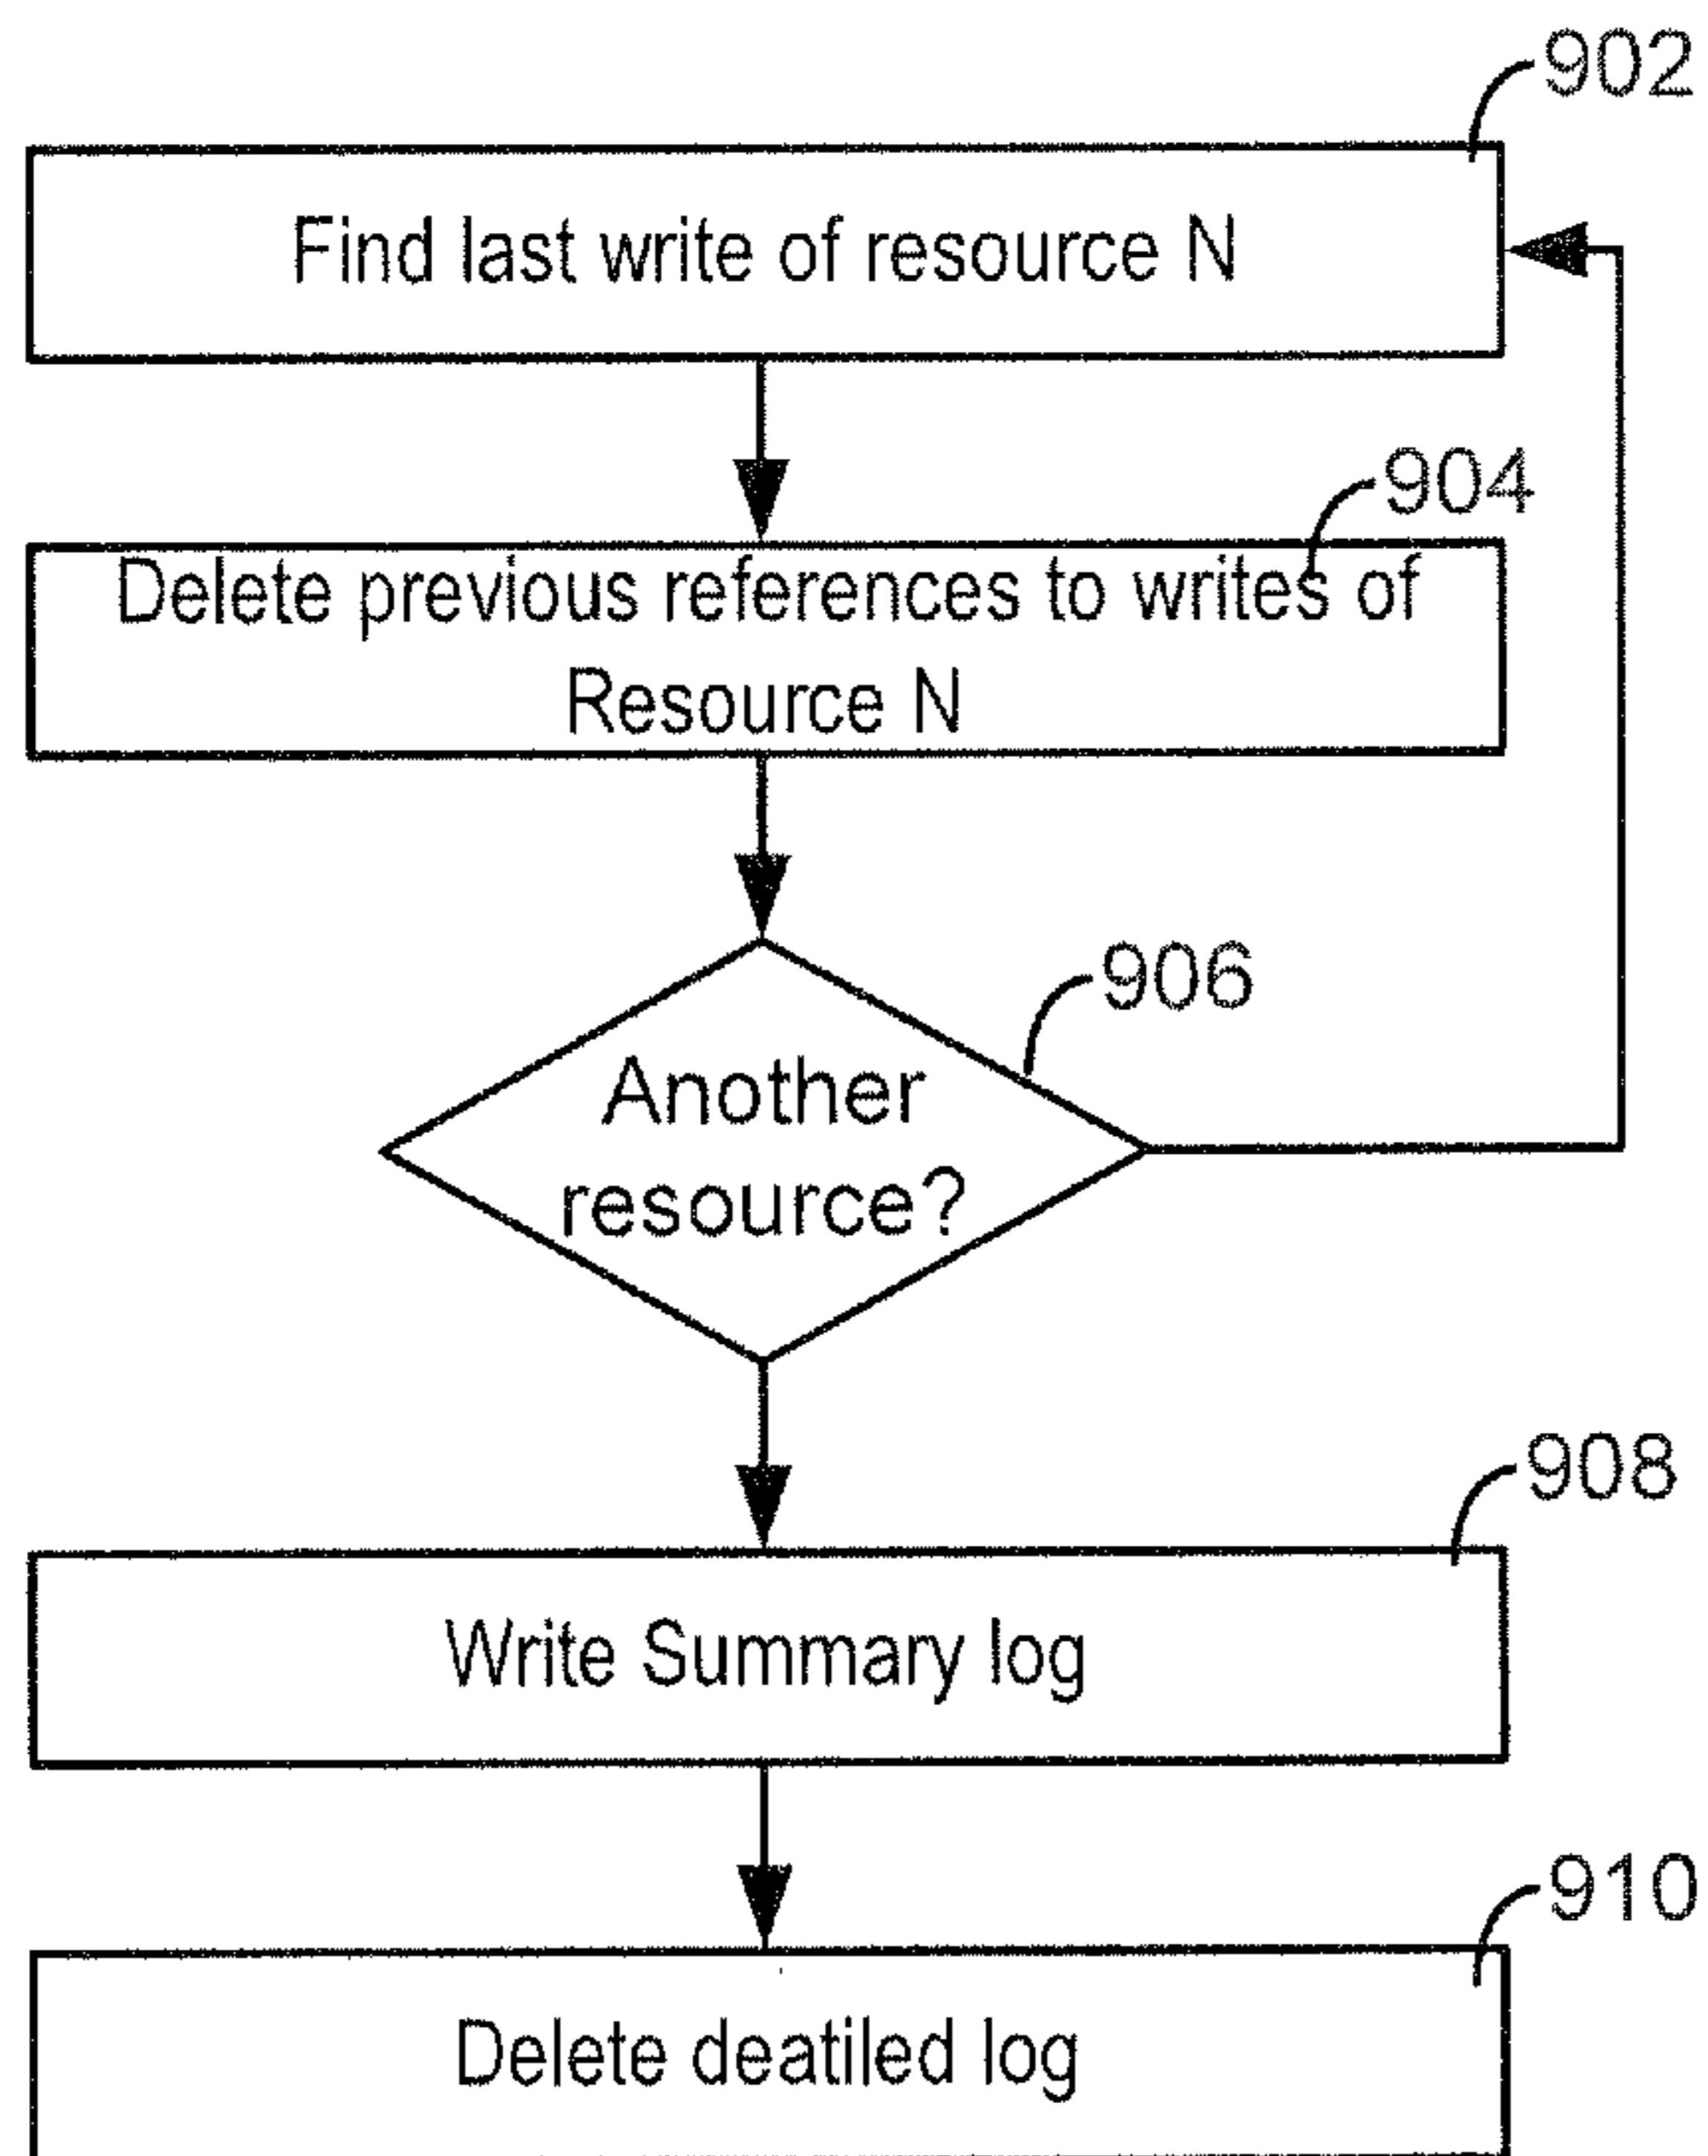 902
Find last write of resource N
904
Delete previous references to writes of
Resource N
906
Another
resource?
908
Write Summary log
910
Delete deatiled log